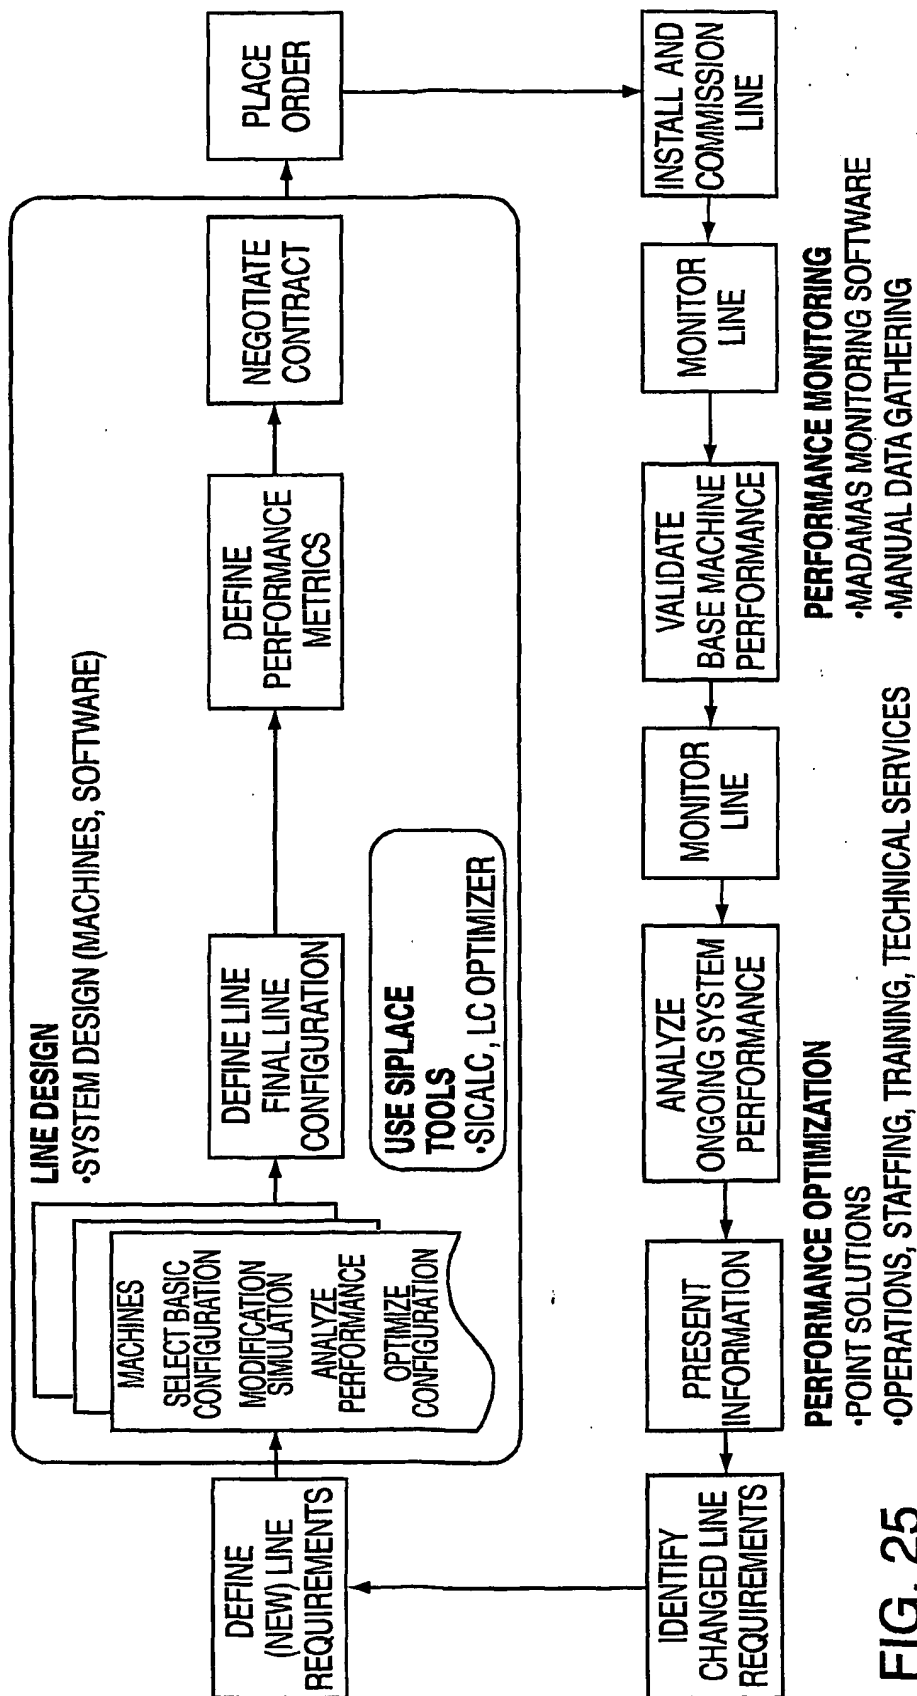 LINE DESIGN
•SYSTEM DESIGN (MACHINES, SOFTWARE)
DEFINE
(NEW) LINE
REQUIREMENTS
MACHINES
SELECT BASIC
CONFIGURATION
MODIFICATION
SIMULATION
ANALYZE
PERFORMANCE
OPTIMIZE
CONFIGURATION
DEFINE LINE
FINAL LINE
CONFIGURATION
DEFINE
PERFORMANCE
METRICS
NEGOTIATE
CONTRACT
PLACE
ORDER
USE SIPLACE
TOOLS
•SICALC, LC OPTIMIZER
IDENTIFY
CHANGED LINE
REQUIREMENTS
PRESENT
INFORMATION
ANALYZE
ONGOING SYSTEM
PERFORMANCE
MONITOR
LINE
VALIDATE
BASE MACHINE
PERFORMANCE
MONITOR
LINE
INSTALL AND
COMMISSION
LINE
PERFORMANCE OPTIMIZATION
•POINT SOLUTIONS
•OPERATIONS, STAFFING, TRAINING, TECHNICAL SERVICES
PERFORMANCE MONITORING
•MADAMAS MONITORING SOFTWARE
•MANUAL DATA GATHERING
FIG. 25